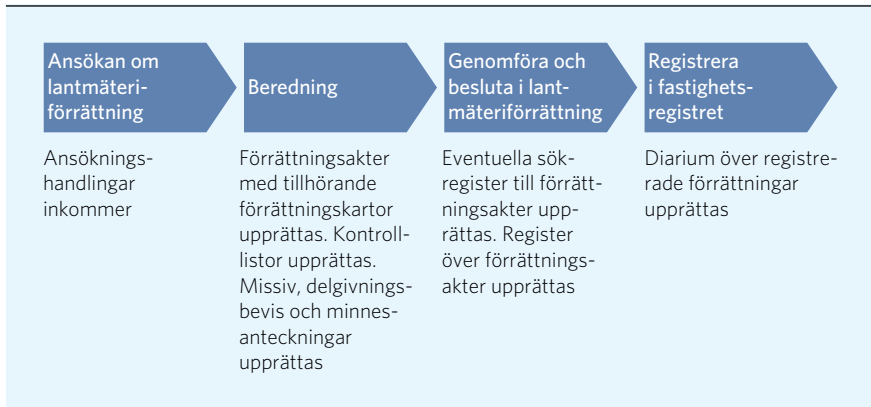 Ansökan om
lantmäteri-
förrättning
Beredning
Genomföra och
besluta i lant-
mäteriförrättning
Registrera
i fastighets-
registret
Ansöknings-
handlingar
inkommer
Förrättningsakter
med tillhörande
förrättningskartor
upprättas. Kontroll-
listor upprättas.
Missiv, delgivnings-
bevis och minnes-
anteckningar
upprättas
Eventuella sök-
register till förrätt-
ningsakter upp-
rättas. Register
över förrättnings-
akter upprättas
Diarium över registre-
rade förrättningar
upprättas